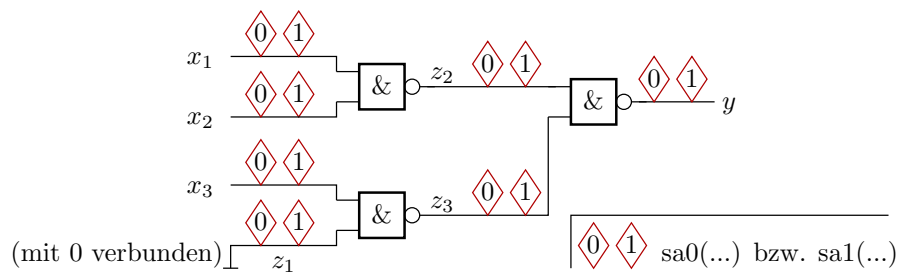 0 1
x1 0 1 & z2 0 1 0 1
x2 & y
0 1
x3 0 1 & z3 0 1
(mit 0 verbunden) z1 0 1 sa0(...) bzw. sa1(...)